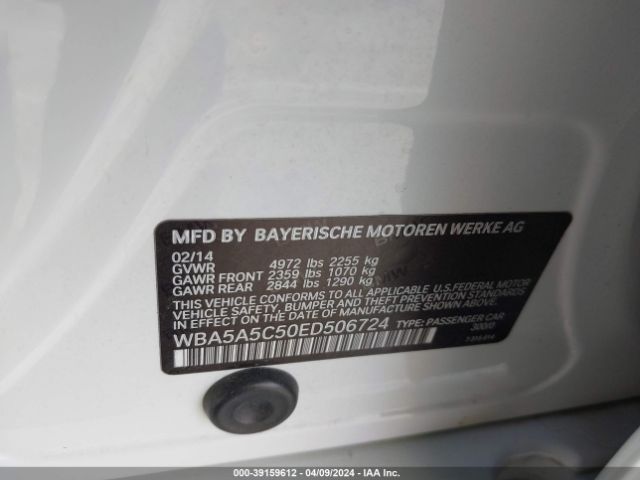 MFD BY BAYERISCHE MOTOREN WERKE AG
02/14
GVWR 4972 lbs 2255 kg
GAWR FRONT 2359 lbs 1070 kg
GAWR REAR 2844 lbs 1290 kg
THIS VEHICLE CONFORMS TO ALL APPLICABLE U.S. FEDERAL MOTOR
VEHICLE SAFETY, BUMPER AND THEFT PREVENTION STANDARDS
IN EFFECT ON THE DATE OF MANUFACTURE SHOWN ABOVE.
WBA5A5C50ED506724 TYPE: PASSENGER CAR
300/0
000-39159612 - 04/09/2024 - IAA Inc.